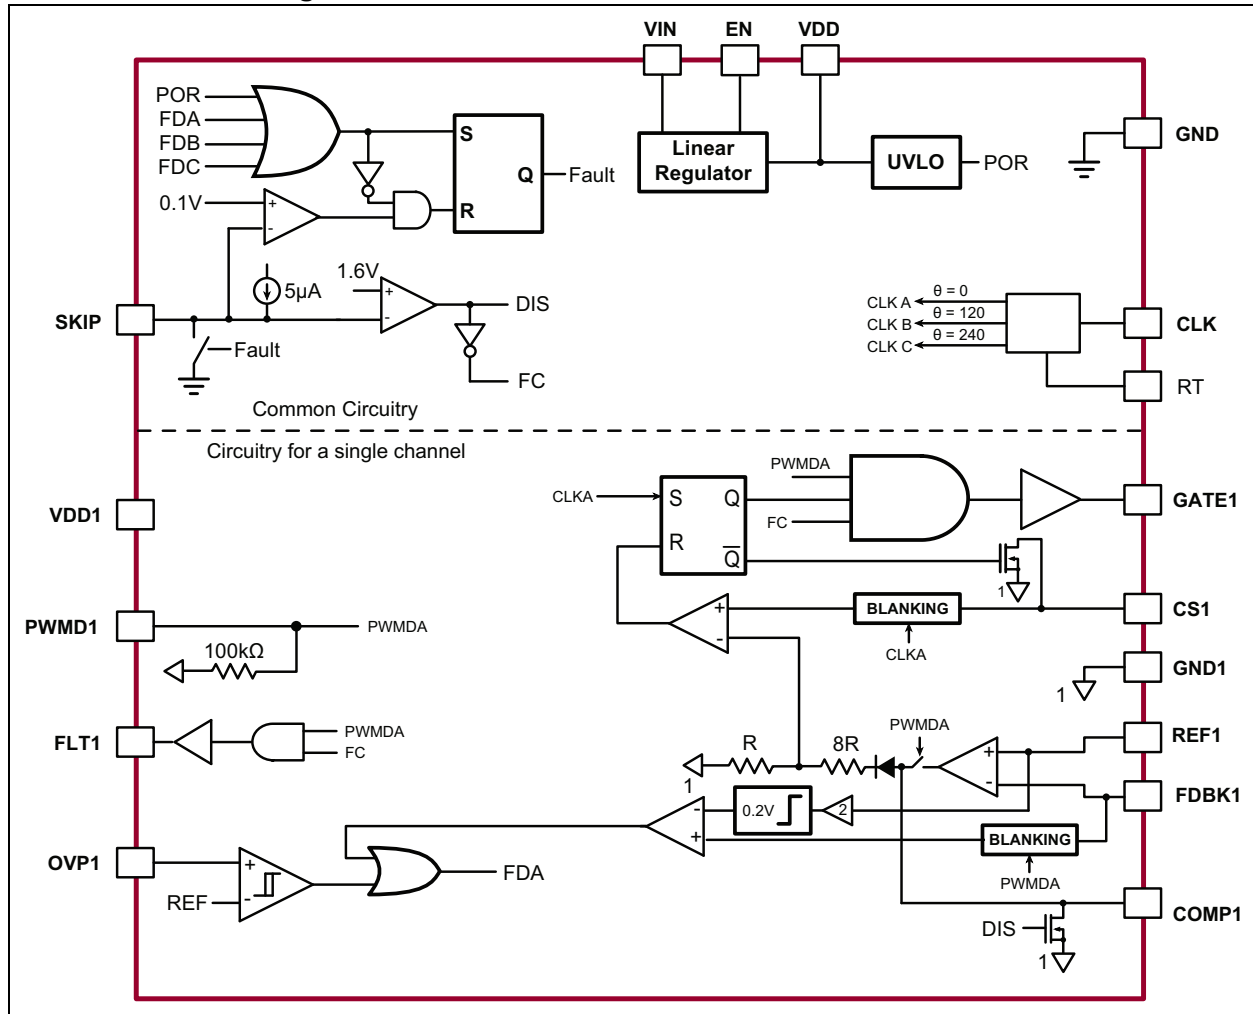 VIN
EN
VDD
POR
FDA
FDB
FDC
S
Q
Fault
R
0.1V
+
-
Linear
Regulator
UVLO
POR
GND
5µA
1.6V
+
-
DIS
FC
SKIP
Fault
CLK A
θ = 0
CLK B
θ = 120
CLK C
θ = 240
CLK
RT
Common Circuitry
Circuitry for a single channel
VDD1
CLKA
S
Q
R
Q
PWMDA
FC
GATE1
1
+
-
BLANKING
CLKA
CS1
PWMD1
PWMDA
100kΩ
1
GND1
FLT1
PWMDA
FC
1
R
8R
PWMDA
+
-
REF1
FDBK1
-
+
0.2V
2
BLANKING
PWMDA
OVP1
+
-
REF
FDA
DIS
1
COMP1